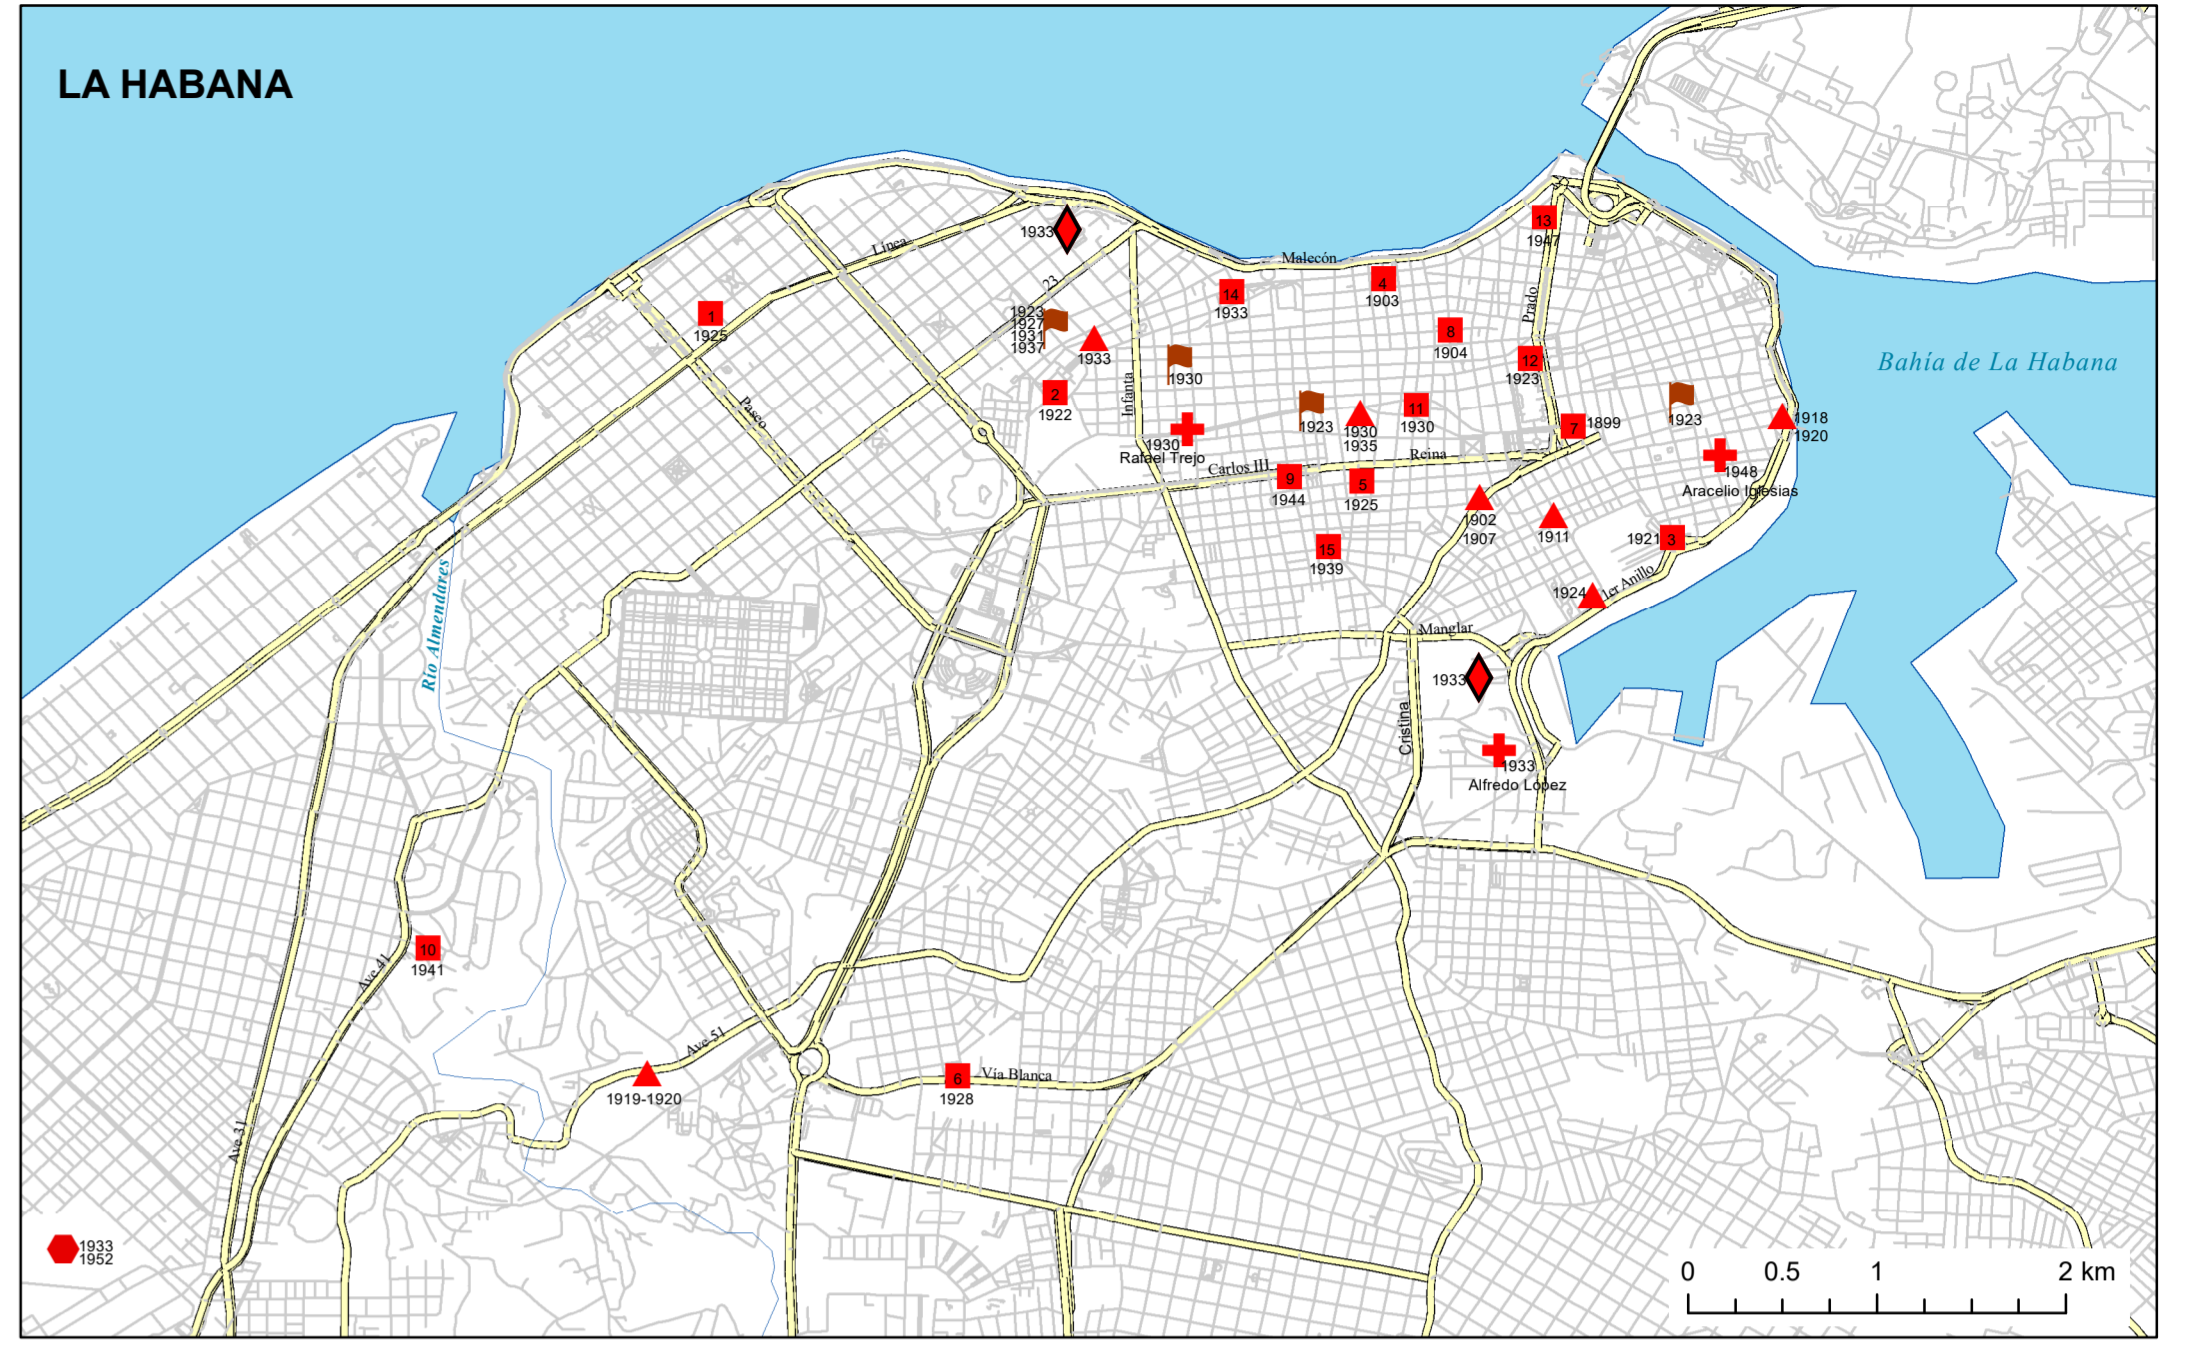 LA HABANA
1933
Línea
23
Malecón
13
1947
Prado
14
1933
4
1903
1
1925
1923
1927
1931
1937
1933
8
1904
12
1923
Bahía de La Habana
1930
2
1922
Infanta
Paseo
1923
1930
1935
11
1930
7
1899
1923
1918
1920
1930
Rafael Trejo
Carlos III
Reina
1948
Aracelio Iglesias
9
1944
5
1925
1902
1907
1911
1921
3
15
1939
1924
1er Anillo
Río Almendares
Manglar
1933
Cristina
1933
Alfredo López
10
1941
Ave 41
Ave 51
1919-1920
6
Vía Blanca
1928
Ave 31
1933
1952
0 0.5 1 2 km